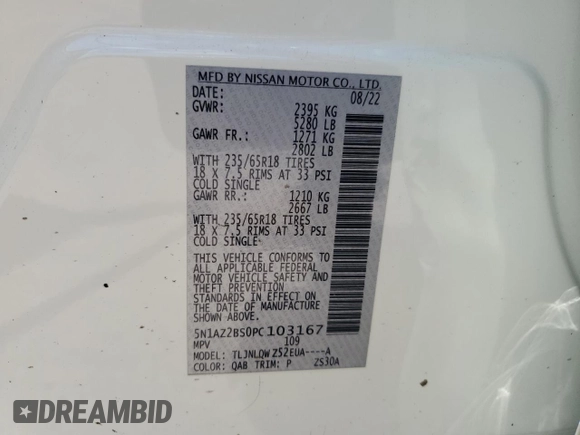 MFD BY NISSAN MOTOR CO., LTD.
DATE: 08/22
GVWR: 2395 KG
5280 LB
GAWR FR.: 1271 KG
2802 LB
WITH 235/65R18 TIRES
18 X 7.5 RIMS AT 33 PSI
COLD SINGLE
GAWR RR.: 1210 KG
2667 LB
WITH 235/65R18 TIRES
18 X 7.5 RIMS AT 33 PSI
COLD SINGLE
THIS VEHICLE CONFORMS TO
ALL APPLICABLE FEDERAL
MOTOR VEHICLE SAFETY AND
THEFT PREVENTION
STANDARDS IN EFFECT ON
THE DATE OF MANUFACTURE
SHOWN ABOVE.
5N1AZ2BS0PC103167
MPV 109
MODEL: TLJNLQW Z52EUA----A
COLOR: QAB TRIM: P ZS30A
DREAMBID